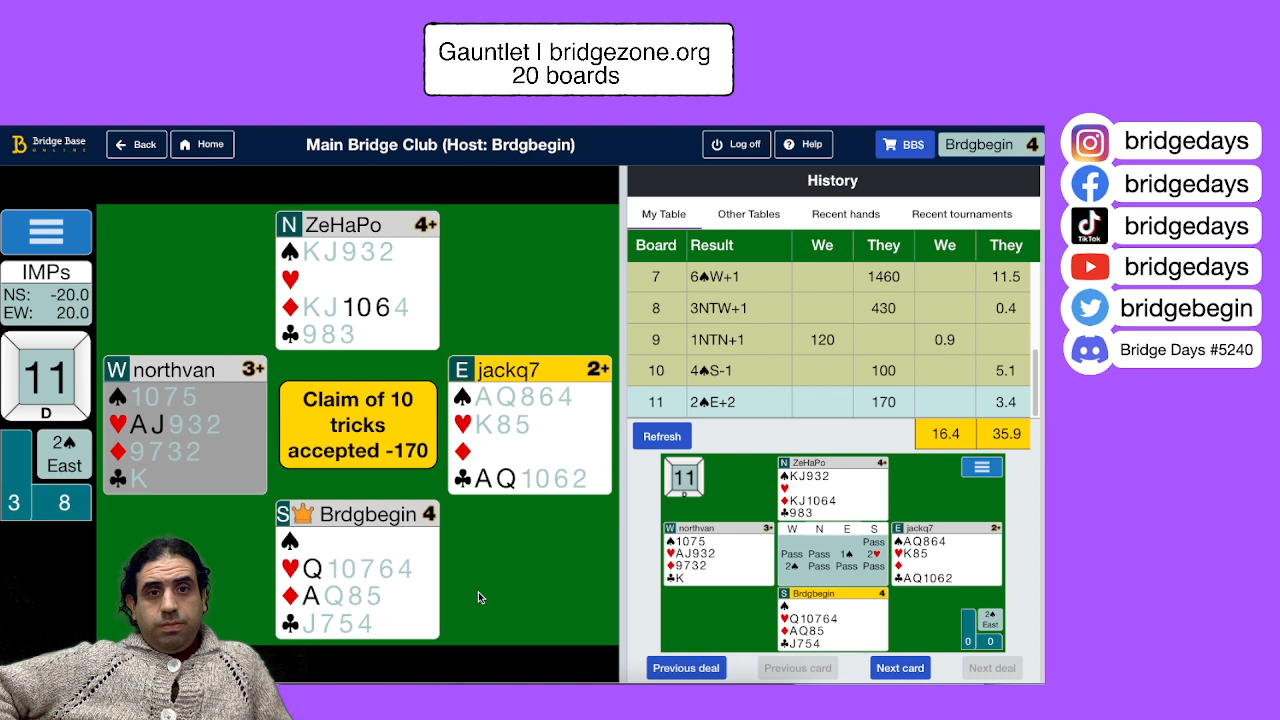 Gauntlet I bridgezone.org
20 boards
B Bridge Base
ONLINE
Back
Home
Main Bridge Club (Host: Brdgbegin)
Log off
Help
BB$
Brdgbegin 4
IMPs
NS: -20.0
EW: 20.0
11
D
2♠
East
3 8
N ZeHaPo 4+
♠KJ932
♥
♦KJ1064
♣983
W northvan 3+
♠1075
♥AJ932
♦9732
♣K
Claim of 10
tricks
accepted -170
E jackq7 2+
♠AQ864
♥K85
♦
♣AQ1062
S Brdgbegin 4
♠
♥Q10764
♦AQ85
♣J754
History
My Table Other Tables Recent hands Recent tournaments
Board Result We They We They
7 6♠W+1 1460 11.5
8 3NTW+1 430 0.4
9 1NTN+1 120 0.9
10 4♠S-1 100 5.1
11 2♠E+2 170 3.4
Refresh
16.4 35.9
11
D
N ZeHaPo 4+
♠KJ932
♥
♦KJ1064
♣983
W northvan 3+
♠1075
♥AJ932
♦9732
♣K
W N E S
Pass
Pass Pass 1♠ 2♥
2♠ Pass Pass Pass
E jackq7 2+
♠AQ864
♥K85
♦
♣AQ1062
S Brdgbegin 4
♠
♥Q10764
♦AQ85
♣J754
2♠
East
0 0
Previous deal
Previous card
Next card
Next deal
bridgedays
bridgedays
TikTok
bridgedays
bridgedays
bridgebegin
Bridge Days #5240